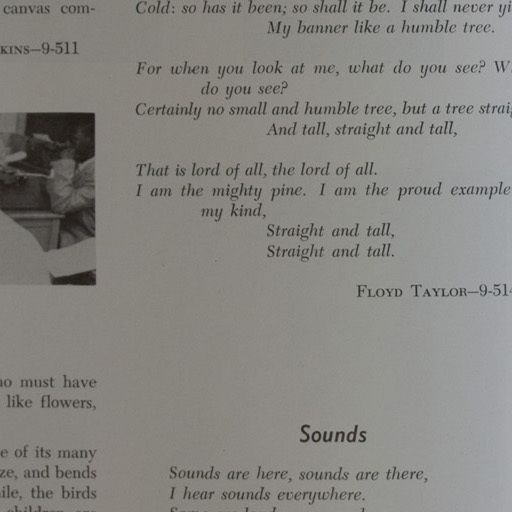 canvas com-
KINS—9-511
must have
like flowers,
of its many
and bends
the birds
Cold: so has it been; so shall it be. I shall never
My banner like a humble tree.
For when you look at me, what do you see?
do you see?
Certainly no small and humble tree, but a tree
And tall, straight and tall,
That is lord of all, the lord of all.
I am the mighty pine. I am the proud example
my kind,
Straight and tall,
Straight and tall.
FLOYD TAYLOR—9-51
Sounds
Sounds are here, sounds are there,
I hear sounds everywhere.